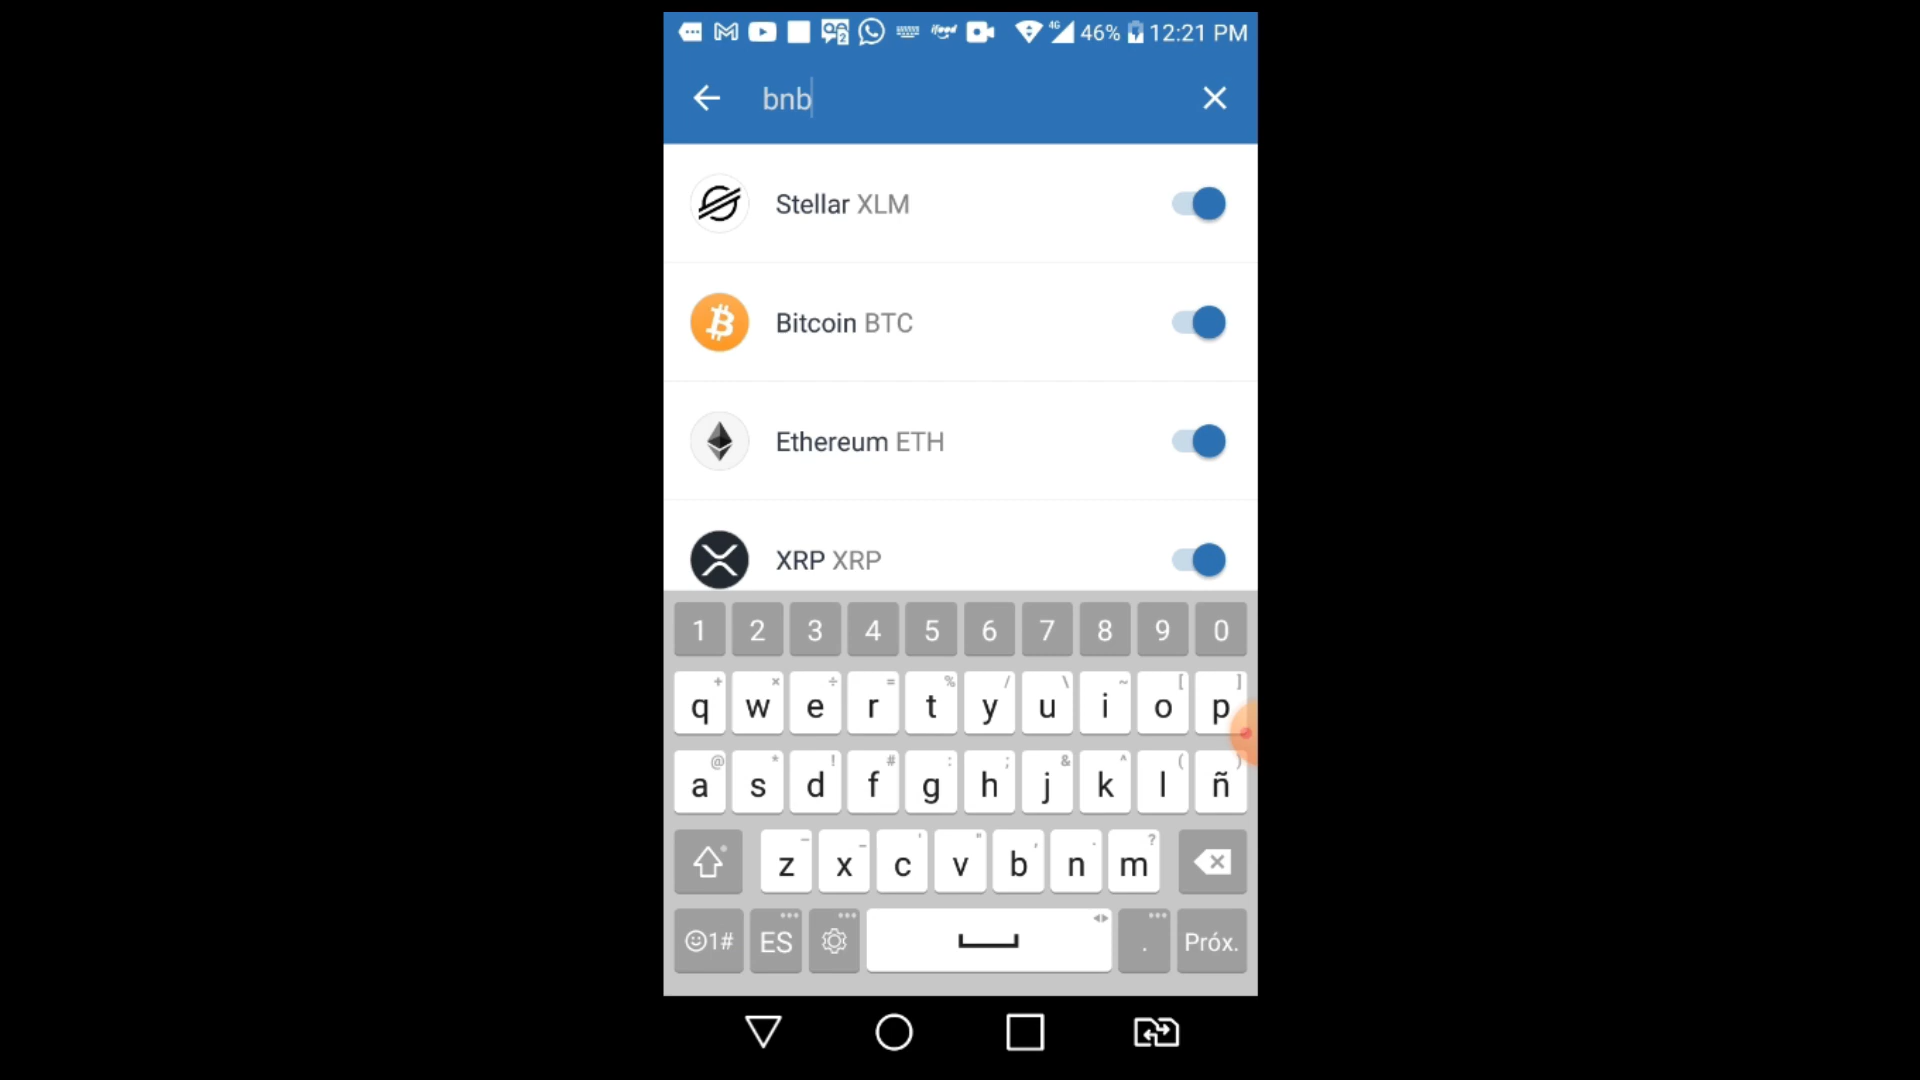 4G 46% 12:21 PM
bnb
Stellar XLM
Bitcoin BTC
Ethereum ETH
XRP XRP
1 2 3 4 5 6 7 8 9 0
+ × ÷ = % / \ ~ [ ]
q w e r t y u i o p
@ * ! # : ; & ^ ( )
a s d f g h j k l ñ
– _ ' " , . ?
z x c v b n m
1# ES . Próx.